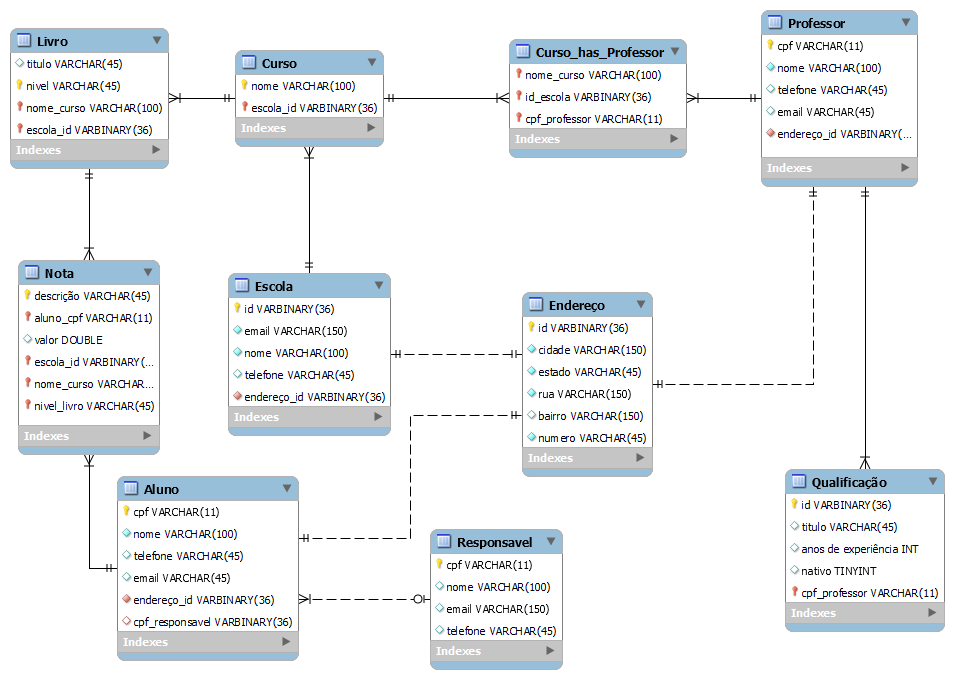 Livro
titulo VARCHAR(45)
nivel VARCHAR(45)
nome_curso VARCHAR(100)
escola_id VARBINARY(36)
Indexes
Curso
nome VARCHAR(100)
escola_id VARBINARY(36)
Indexes
Curso_has_Professor
nome_curso VARCHAR(100)
id_escola VARBINARY(36)
cpf_professor VARCHAR(11)
Indexes
Professor
cpf VARCHAR(11)
nome VARCHAR(100)
telefone VARCHAR(45)
email VARCHAR(45)
endereço_id VARBINARY(...
Indexes
Nota
descrição VARCHAR(45)
aluno_cpf VARCHAR(11)
valor DOUBLE
escola_id VARBINARY(...
nome_curso VARCHAR...
nivel_livro VARCHAR(45)
Indexes
Escola
id VARBINARY(36)
email VARCHAR(150)
nome VARCHAR(100)
telefone VARCHAR(45)
endereço_id VARBINARY(36)
Indexes
Endereço
id VARBINARY(36)
cidade VARCHAR(150)
estado VARCHAR(45)
rua VARCHAR(150)
bairro VARCHAR(150)
numero VARCHAR(45)
Indexes
Aluno
cpf VARCHAR(11)
nome VARCHAR(100)
telefone VARCHAR(45)
email VARCHAR(45)
endereço_id VARBINARY(36)
cpf_responsavel VARBINARY(36)
Indexes
Responsavel
cpf VARCHAR(11)
nome VARCHAR(100)
email VARCHAR(150)
telefone VARCHAR(45)
Indexes
Qualificação
id VARBINARY(36)
titulo VARCHAR(45)
anos de experiência INT
nativo TINYINT
cpf_professor VARCHAR(11)
Indexes